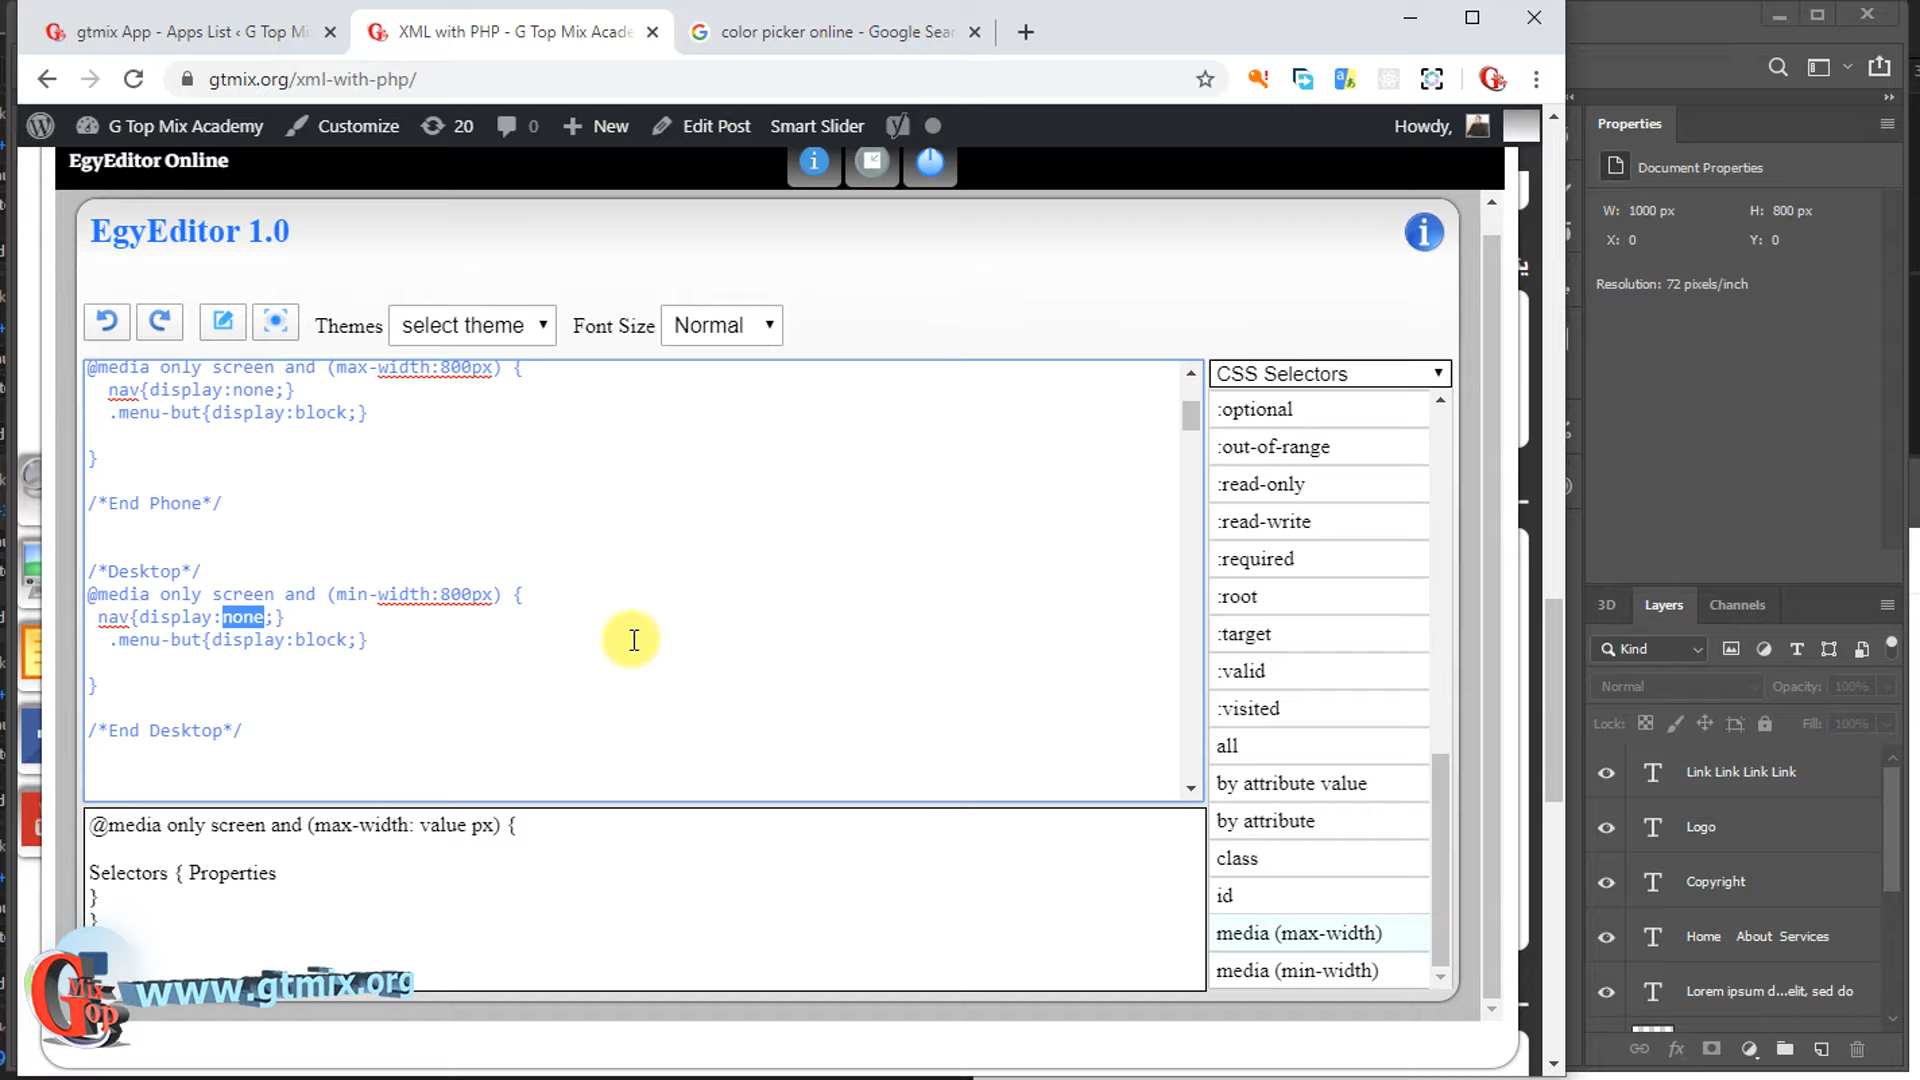 gtmix App - Apps List ‹ G Top Mi
XML with PHP - G Top Mix Acade
color picker online - Google Sear
gtmix.org/xml-with-php/
G Top Mix Academy
Customize
20
0
New
Edit Post
Smart Slider
Howdy,
EgyEditor Online
EgyEditor 1.0
Themes
select theme
Font Size
Normal
@media only screen and (max-width:800px) {
nav{display:none;}
.menu-but{display:block;}
}
/*End Phone*/
/*Desktop*/
@media only screen and (min-width:800px) {
nav{display:none;}
.menu-but{display:block;}
}
/*End Desktop*/
CSS Selectors
:optional
:out-of-range
:read-only
:read-write
:required
:root
:target
:valid
:visited
all
by attribute value
by attribute
class
id
media (max-width)
media (min-width)
@media only screen and (max-width: value px) {
Selectors { Properties
}
}
G Mix Top
www.gtmix.org
Properties
Document Properties
W: 1000 px
H: 800 px
X: 0
Y: 0
Resolution: 72 pixels/inch
3D
Layers
Channels
Kind
Normal
Opacity: 100%
Lock:
Fill: 100%
Link Link Link Link
Logo
Copyright
Home About Services
Lorem ipsum d...elit, sed do
fx